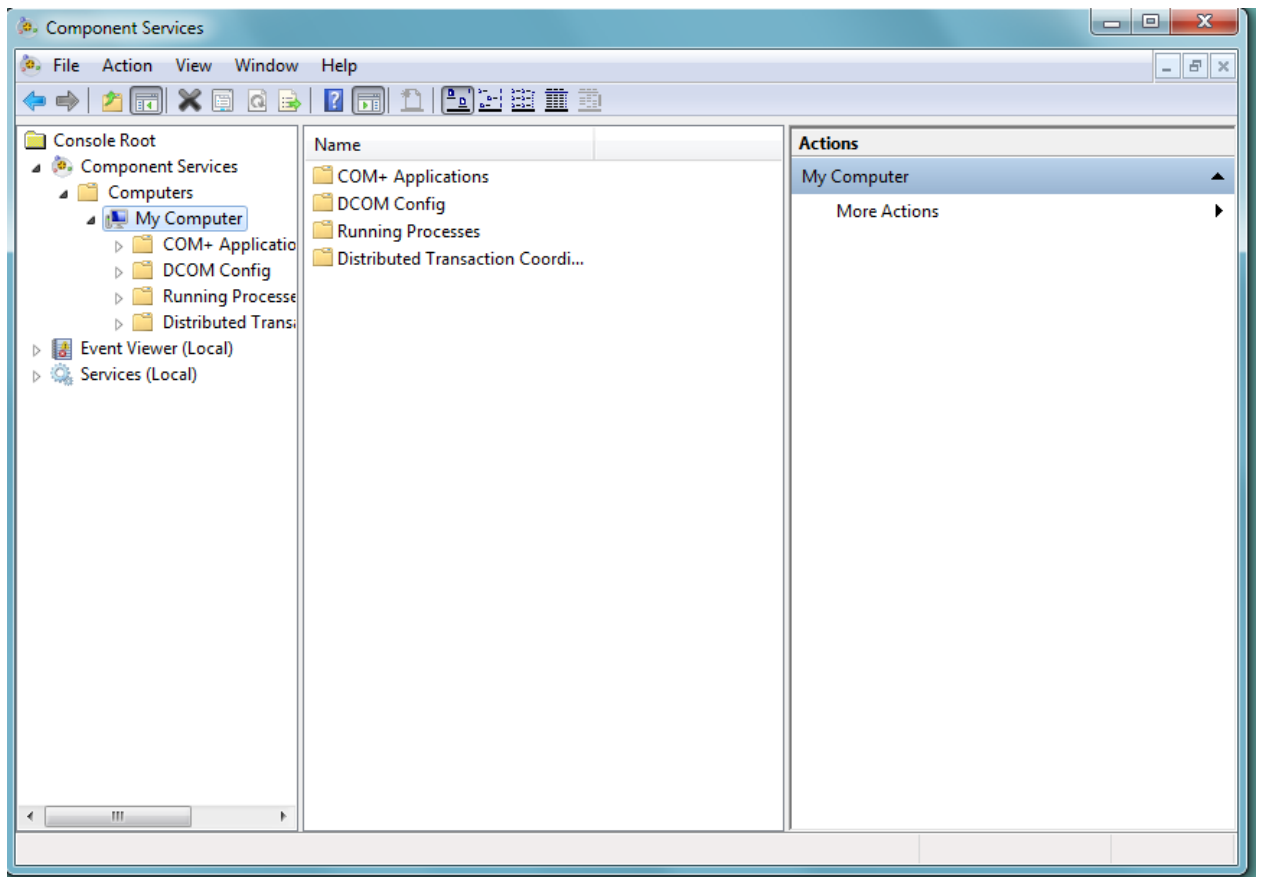 Component Services
File Action View Window Help
Console Root
Component Services
Computers
My Computer
COM+ Applicatio
DCOM Config
Running Processe
Distributed Trans
Event Viewer (Local)
Services (Local)
Name
COM+ Applications
DCOM Config
Running Processes
Distributed Transaction Coordi...
Actions
My Computer
More Actions